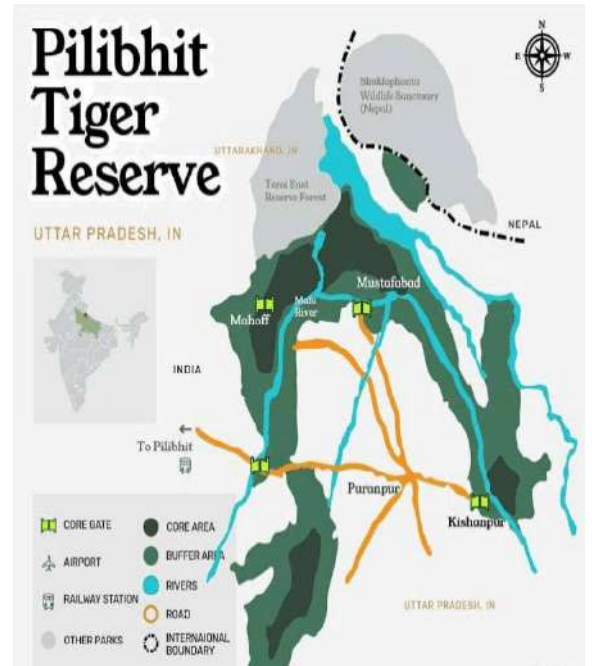 Pilibhit
Tiger
Reserve
UTTAR PRADESH, IN
N
E
W
S
Shuklaphanta
Wildlife Sanctuary
(Nepal)
UTTARAKHAND, IN
Terai East
Reserve Forest
NEPAL
Mustafabad
Mahoff
Mala
River
INDIA
To Pilibhit
Puranpur
Kishanpur
CORE GATE
CORE AREA
BUFFER AREA
AIRPORT
RIVERS
RAILWAY STATION
ROAD
OTHER PARKS
INTERNAIONAL
BOUNDARY
UTTAR PRADESH, IN